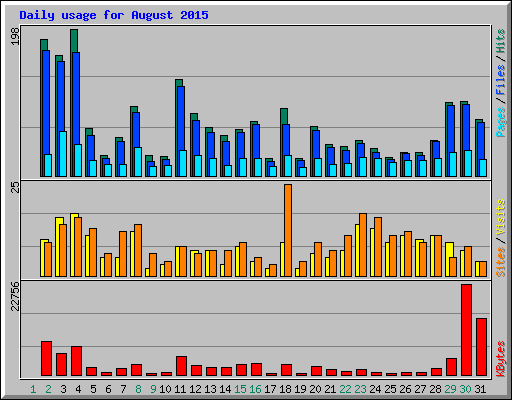 Daily usage for August 2015
198
Pages / Files / Hits
25
Sites / Visits
22756
KBytes
1 2 3 4 5 6 7 8 9 10 11 12 13 14 15 16 17 18 19 20 21 22 23 24 25 26 27 28 29 30 31